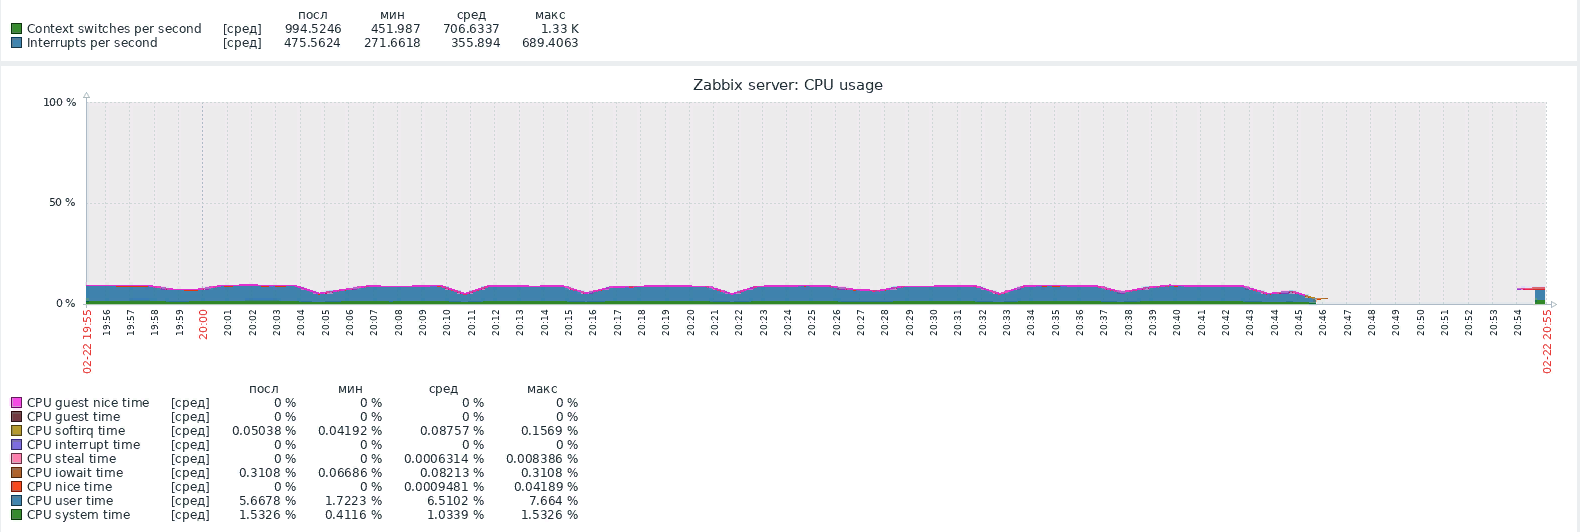 посл мин сред макс
Context switches per second [сред] 994.5246 451.987 706.6337 1.33 K
Interrupts per second [сред] 475.5624 271.6618 355.894 689.4063
Zabbix server: CPU usage
100 %
50 %
0 %
02-22 19:55 19:56 19:57 19:58 19:59 20:00 20:01 20:02 20:03 20:04 20:05 20:06 20:07 20:08 20:09 20:10 20:11 20:12 20:13 20:14 20:15 20:16 20:17 20:18 20:19 20:20 20:21 20:22 20:23 20:24 20:25 20:26 20:27 20:28 20:29 20:30 20:31 20:32 20:33 20:34 20:35 20:36 20:37 20:38 20:39 20:40 20:41 20:42 20:43 20:44 20:45 20:46 20:47 20:48 20:49 20:50 20:51 20:52 20:53 20:54 02-22 20:55
посл мин сред макс
CPU guest nice time [сред] 0 % 0 % 0 % 0 %
CPU guest time [сред] 0 % 0 % 0 % 0 %
CPU softirq time [сред] 0.05038 % 0.04192 % 0.08757 % 0.1569 %
CPU interrupt time [сред] 0 % 0 % 0 % 0 %
CPU steal time [сред] 0 % 0 % 0.0006314 % 0.008386 %
CPU iowait time [сред] 0.3108 % 0.06686 % 0.08213 % 0.3108 %
CPU nice time [сред] 0 % 0 % 0.0009481 % 0.04189 %
CPU user time [сред] 5.6678 % 1.7223 % 6.5102 % 7.664 %
CPU system time [сред] 1.5326 % 0.4116 % 1.0339 % 1.5326 %